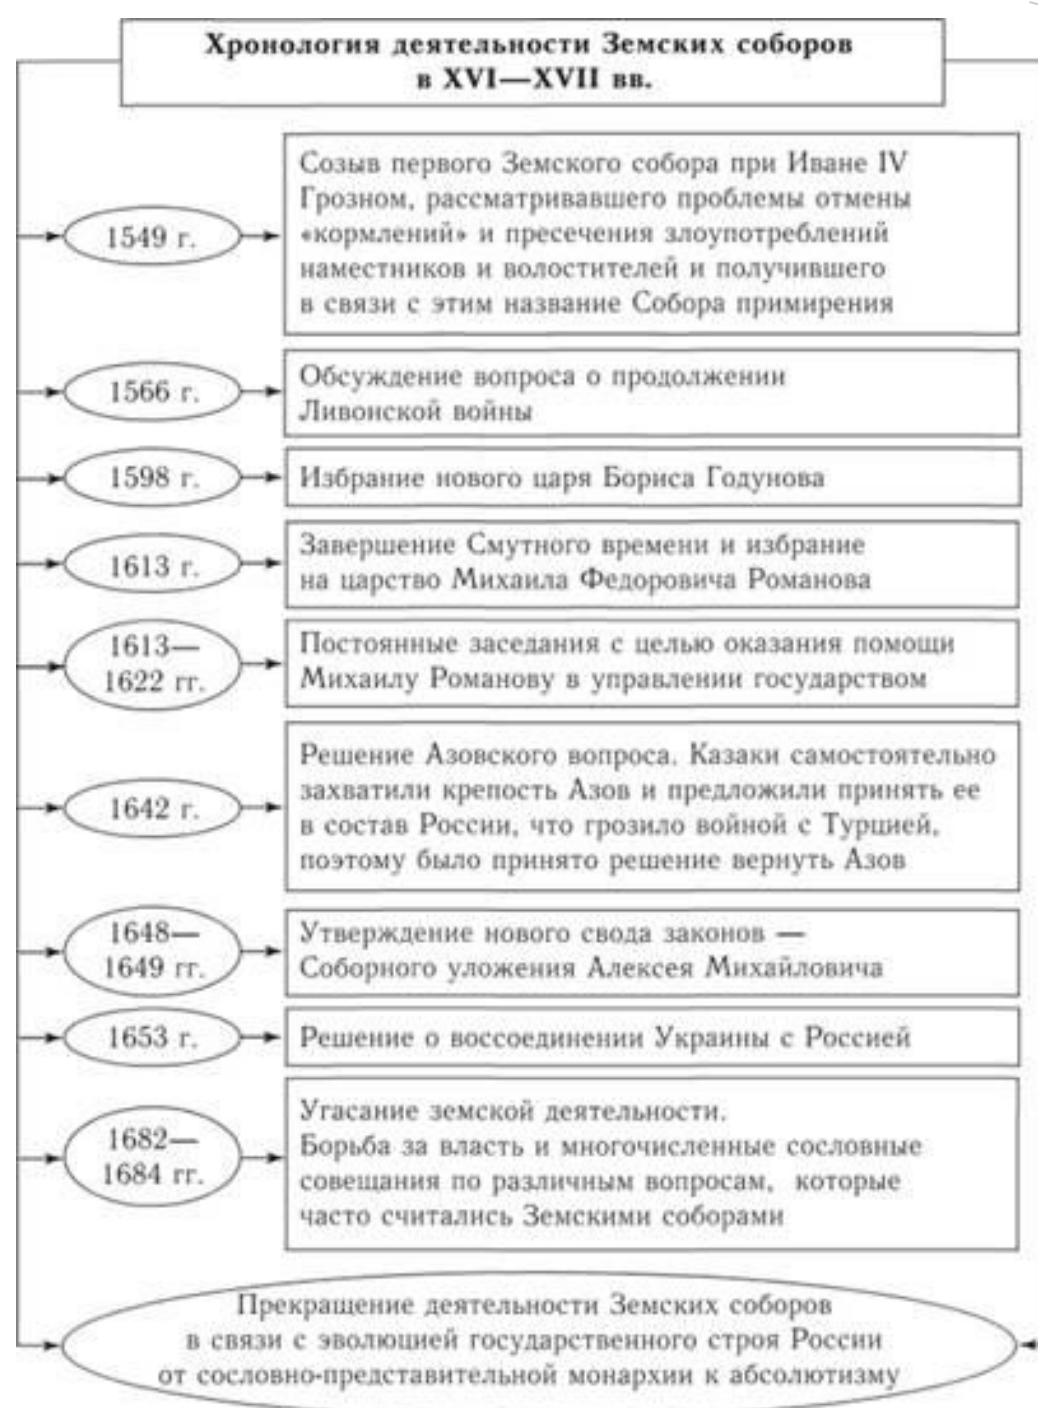 Хронология деятельности Земских соборов
в XVI—XVII вв.
1549 г.
Созыв первого Земского собора при Иване IV
Грозном, рассматривавшего проблемы отмены
«кормлений» и пресечения злоупотреблений
наместников и волостителей и получившего
в связи с этим название Собора примирения
1566 г.
Обсуждение вопроса о продолжении
Ливонской войны
1598 г.
Избрание нового царя Бориса Годунова
1613 г.
Завершение Смутного времени и избрание
на царство Михаила Федоровича Романова
1613—
1622 гг.
Постоянные заседания с целью оказания помощи
Михаилу Романову в управлении государством
1642 г.
Решение Азовского вопроса. Казаки самостоятельно
захватили крепость Азов и предложили принять ее
в состав России, что грозило войной с Турцией,
поэтому было принято решение вернуть Азов
1648—
1649 гг.
Утверждение нового свода законов —
Соборного уложения Алексея Михайловича
1653 г.
Решение о воссоединении Украины с Россией
1682—
1684 гг.
Угасание земской деятельности.
Борьба за власть и многочисленные сословные
совещания по различным вопросам, которые
часто считались Земскими соборами
Прекращение деятельности Земских соборов
в связи с эволюцией государственного строя России
от сословно-представительной монархии к абсолютизму